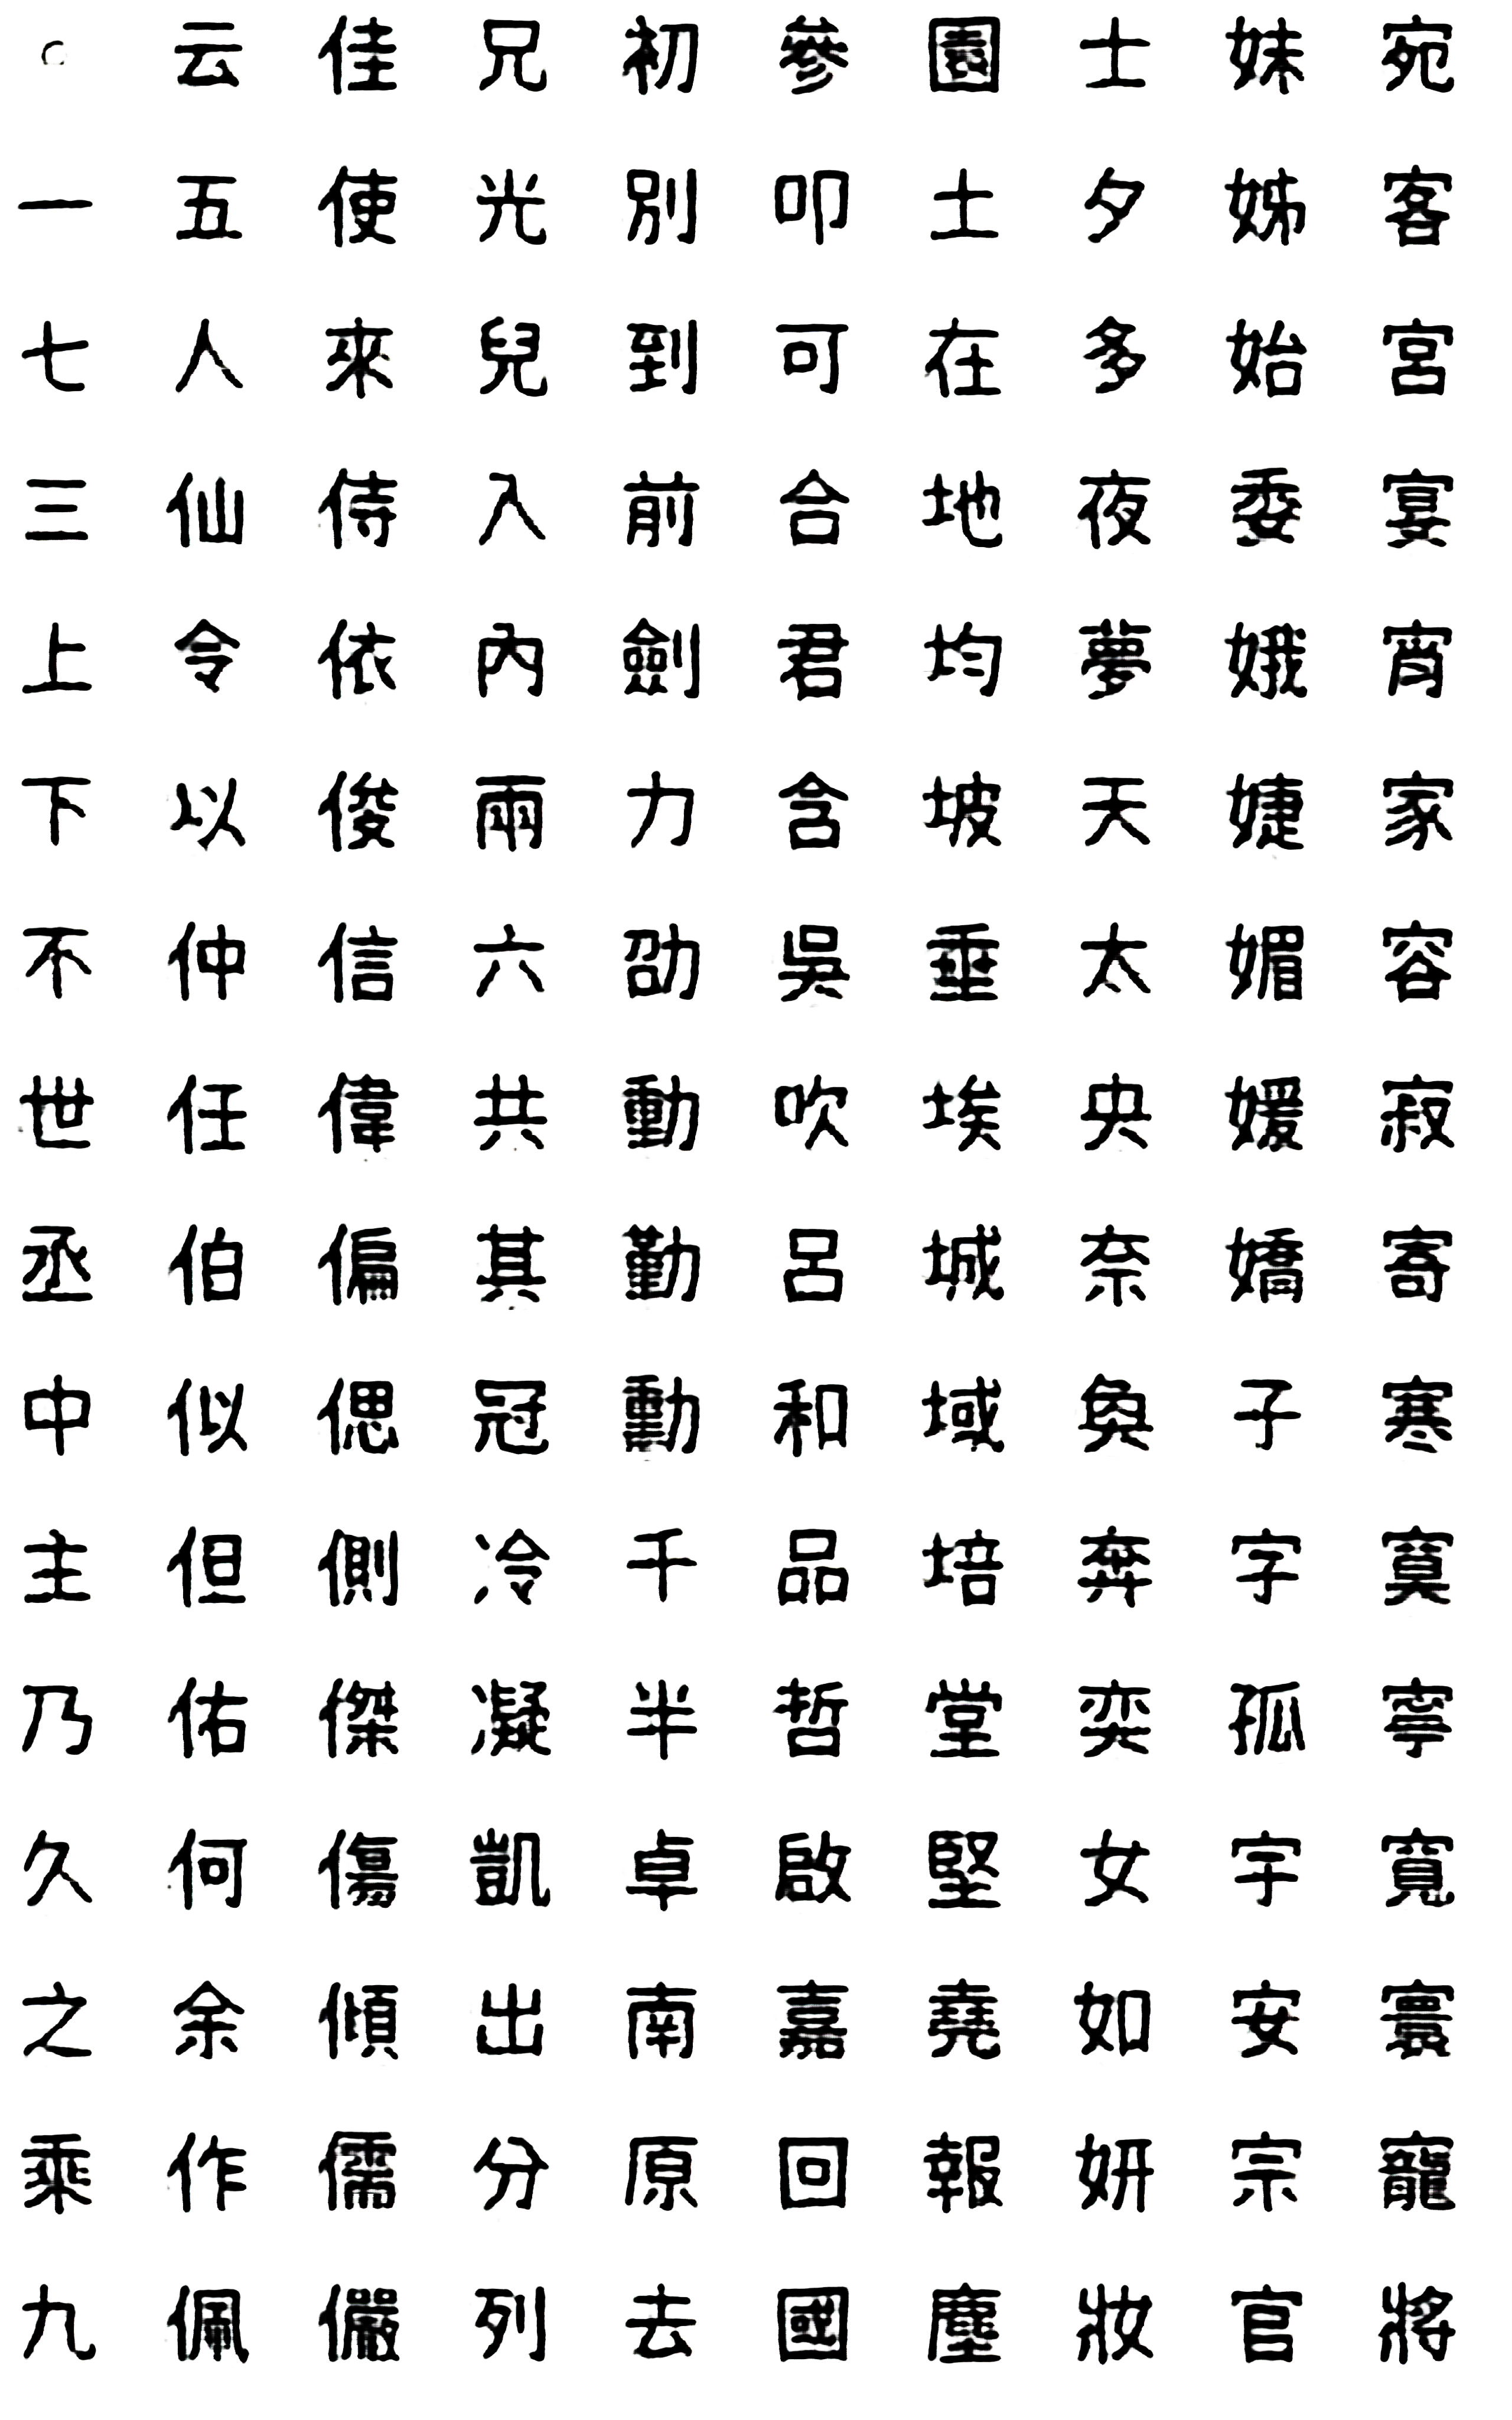 。一七三上下不世丞中主乃久之乘九
云五人仙令以仲任伯似但佑何余作佩
佳使來侍依俊信偉偏偲側傑傷傾儒儼
兄光兒入內兩六共其冠冷凝凱出分列
初別到前劍力劭動勤勳千半卓南原去
參叩可合君含吳吹呂和品哲啟嘉回國
園土在地均坡垂埃城域培堂堅堯報塵
士夕多夜夢天太央奈奐奔奕女如妍妝
妹姊始委娥婕媚媛嬌子字孤宇安宗官
宛客宮宴宵家容寂寄寒寞寧寬寰寵將